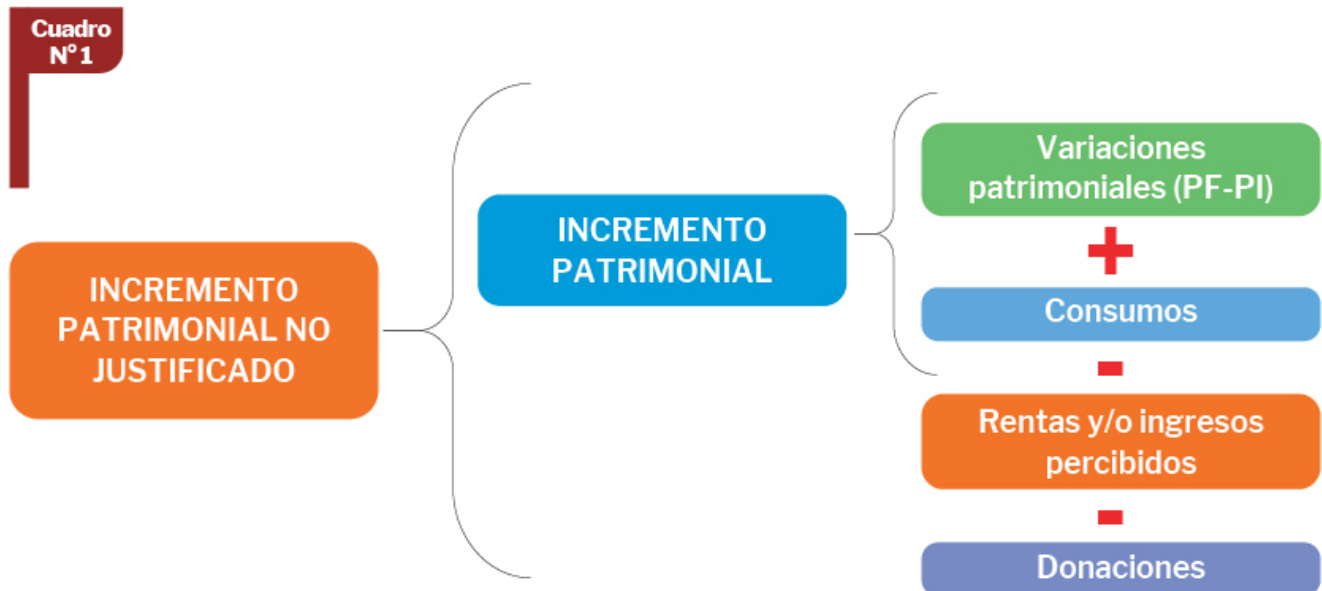 Cuadro
N° 1
INCREMENTO
PATRIMONIAL NO
JUSTIFICADO
INCREMENTO
PATRIMONIAL
Variaciones
patrimoniales (PF-PI)
+
Consumos
-
Rentas y/o ingresos
percibidos
-
Donaciones